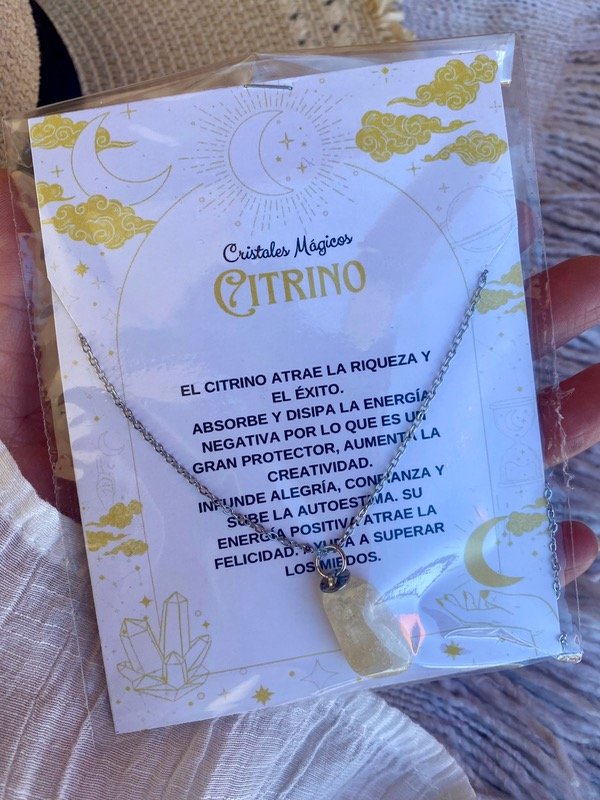 Cristales Mágicos
CITRINO
EL CITRINO ATRAE LA RIQUEZA Y
EL ÉXITO.
ABSORBE Y DISIPA LA ENERGÍA
NEGATIVA POR LO QUE ES UN
GRAN PROTECTOR, AUMENTA LA
CREATIVIDAD.
INFUNDE ALEGRÍA, CONFIANZA Y
SUBE LA AUTOESTIMA. SU
ENERGÍA POSITIVA ATRAE LA
FELICIDAD. AYUDA A SUPERAR
LOS MIEDOS.